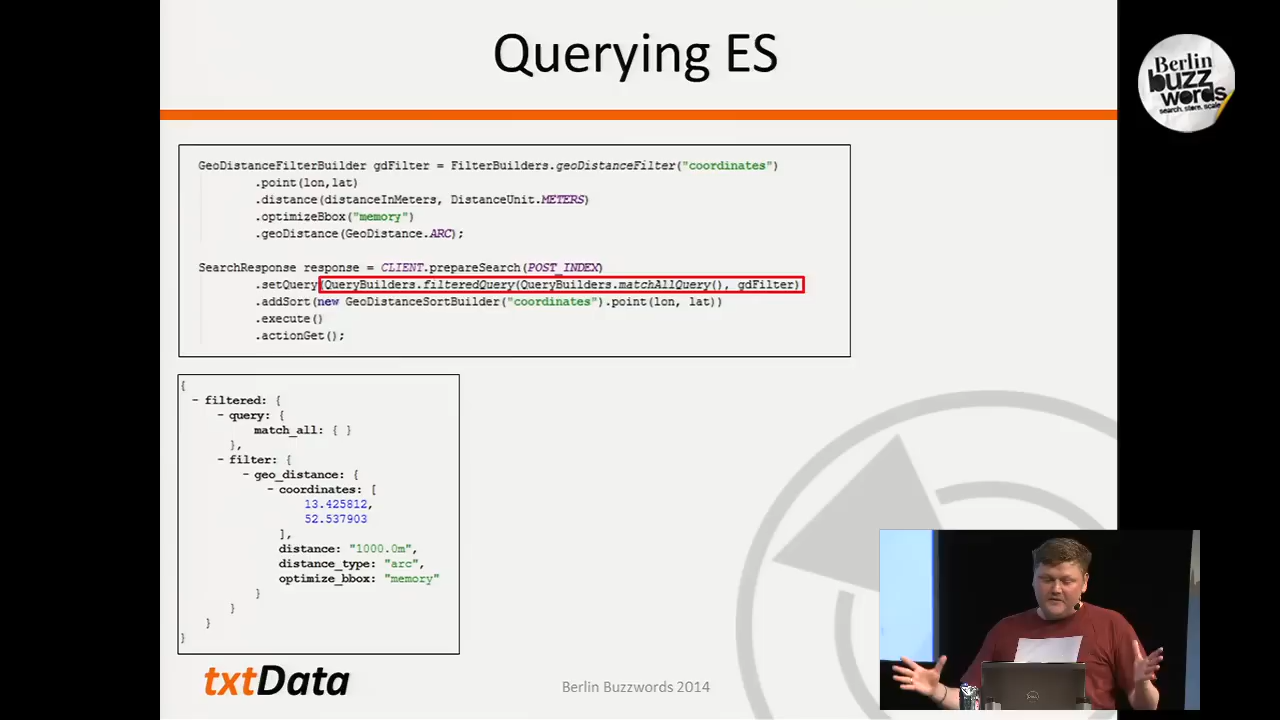 Querying ES
Berlin
buzz
words
search. store. scale.
GeoDistanceFilterBuilder gdFilter = FilterBuilders.geoDistanceFilter("coordinates")
.point(lon,lat)
.distance(distanceInMeters, DistanceUnit.METERS)
.optimizeBbox("memory")
.geoDistance(GeoDistance.ARC);
SearchResponse response = CLIENT.prepareSearch(POST_INDEX)
.setQuery(QueryBuilders.filteredQuery(QueryBuilders.matchAllQuery(), gdFilter)
.addSort(new GeoDistanceSortBuilder("coordinates").point(lon, lat))
.execute()
.actionGet();
{
- filtered: {
- query: {
match_all: { }
},
- filter: {
- geo_distance: {
- coordinates: [
13.425812,
52.537903
],
distance: "1000.0m",
distance_type: "arc",
optimize_bbox: "memory"
}
}
}
}
txtData
Berlin Buzzwords 2014